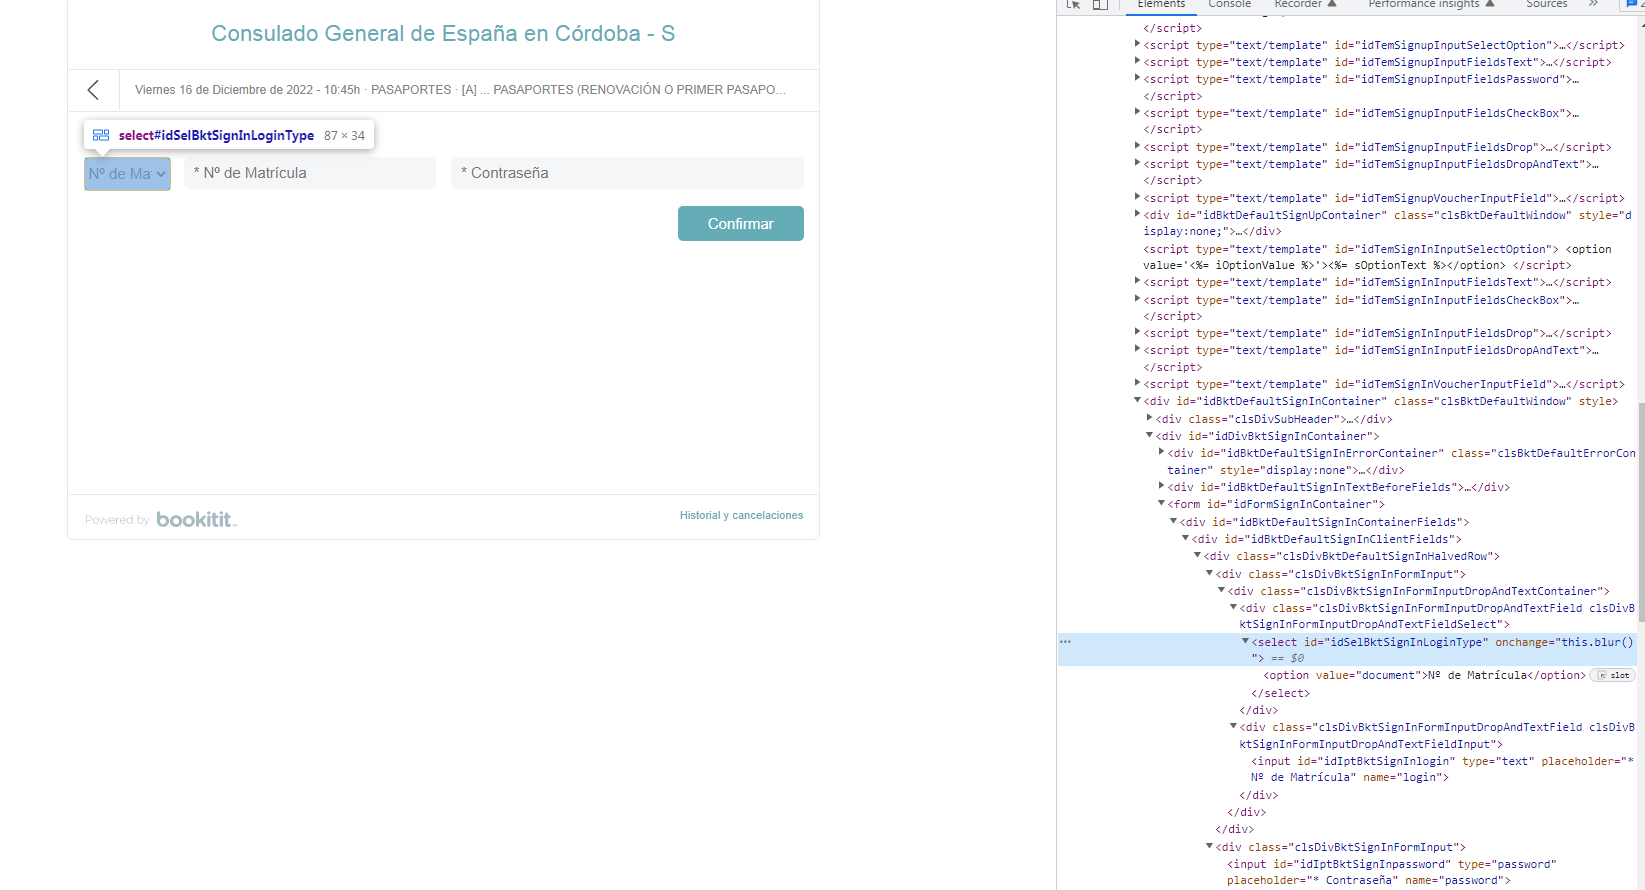 Consulado General de España en Córdoba - S
Viernes 16 de Diciembre de 2022 - 10:45h · PASAPORTES · [A] ... PASAPORTES (RENOVACIÓN O PRIMER PASAPO...
select#idSelBktSignInLoginType 87 × 34
Nº de Ma
* Nº de Matrícula
* Contraseña
Confirmar
Powered by bookitit
Historial y cancelaciones
Elements Console Recorder Performance insights Sources »
</script>
<script type="text/template" id="idTemSignupInputSelectOption">…</script>
<script type="text/template" id="idTemSignupInputFieldsText">…</script>
<script type="text/template" id="idTemSignupInputFieldsPassword">…
</script>
<script type="text/template" id="idTemSignupInputFieldsCheckBox">…
</script>
<script type="text/template" id="idTemSignupInputFieldsDrop">…</script>
<script type="text/template" id="idTemSignupInputFieldsDropAndText">…
</script>
<script type="text/template" id="idTemSignupVoucherInputField">…</script>
<div id="idBktDefaultSignUpContainer" class="clsBktDefaultWindow" style="d
isplay:none;">…</div>
<script type="text/template" id="idTemSignInInputSelectOption"> <option
value='<%= iOptionValue %>'><%= sOptionText %></option> </script>
<script type="text/template" id="idTemSignInInputFieldsText">…</script>
<script type="text/template" id="idTemSignInInputFieldsCheckBox">…
</script>
<script type="text/template" id="idTemSignInInputFieldsDrop">…</script>
<script type="text/template" id="idTemSignInInputFieldsDropAndText">…
</script>
<script type="text/template" id="idTemSignInVoucherInputField">…</script>
<div id="idBktDefaultSignInContainer" class="clsBktDefaultWindow" style>
<div class="clsDivSubHeader">…</div>
<div id="idDivBktSignInContainer">
<div id="idBktDefaultSignInErrorContainer" class="clsBktDefaultErrorCon
tainer" style="display:none">…</div>
<div id="idBktDefaultSignInTextBeforeFields">…</div>
<form id="idFormSignInContainer">
<div id="idBktDefaultSignInContainerFields">
<div id="idBktDefaultSignInClientFields">
<div class="clsDivBktDefaultSignInHalvedRow">
<div class="clsDivBktSignInFormInput">
<div class="clsDivBktSignInFormInputDropAndTextContainer">
<div class="clsDivBktSignInFormInputDropAndTextField clsDivB
ktSignInFormInputDropAndTextFieldSelect">
… <select id="idSelBktSignInLoginType" onchange="this.blur()
"> == $0
<option value="document">Nº de Matrícula</option> slot
</select>
</div>
<div class="clsDivBktSignInFormInputDropAndTextField clsDivB
ktSignInFormInputDropAndTextFieldInput">
<input id="idIptBktSignInlogin" type="text" placeholder="*
Nº de Matrícula" name="login">
</div>
</div>
</div>
<div class="clsDivBktSignInFormInput">
<input id="idIptBktSignInpassword" type="password"
placeholder="* Contraseña" name="password">